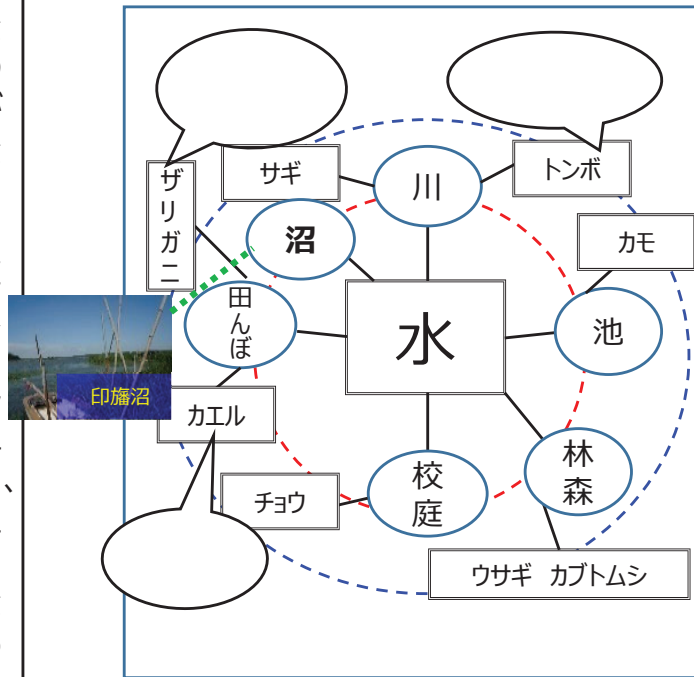 サギ
川
トンボ
ザリガニ
沼
カモ
田んぼ
水
池
印旛沼
カエル
校庭
林森
チョウ
ウサギ カブトムシ